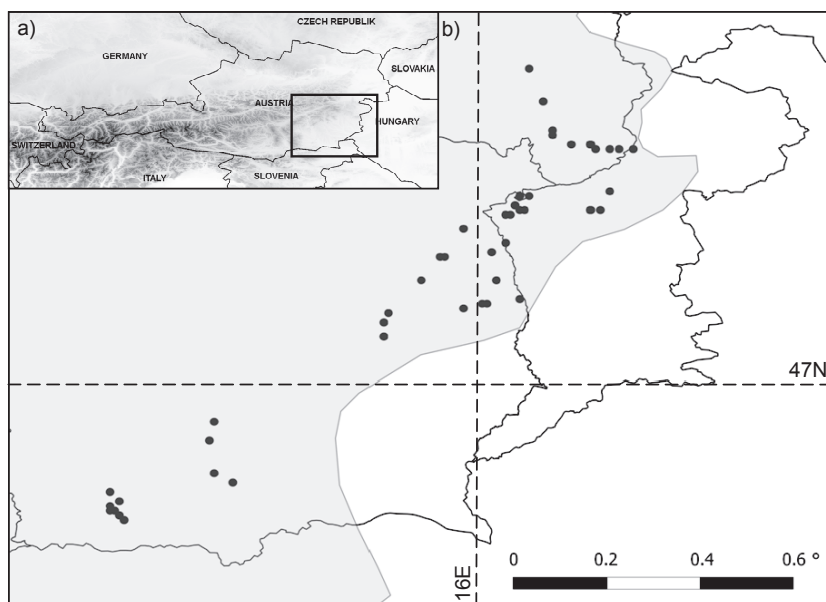 a)
CZECH REPUBLIK
GERMANY
SLOVAKIA
AUSTRIA
HUNGARY
SWITZERLAND
ITALY
SLOVENIA
b)
47N
16E
0 0.2 0.4 0.6 °